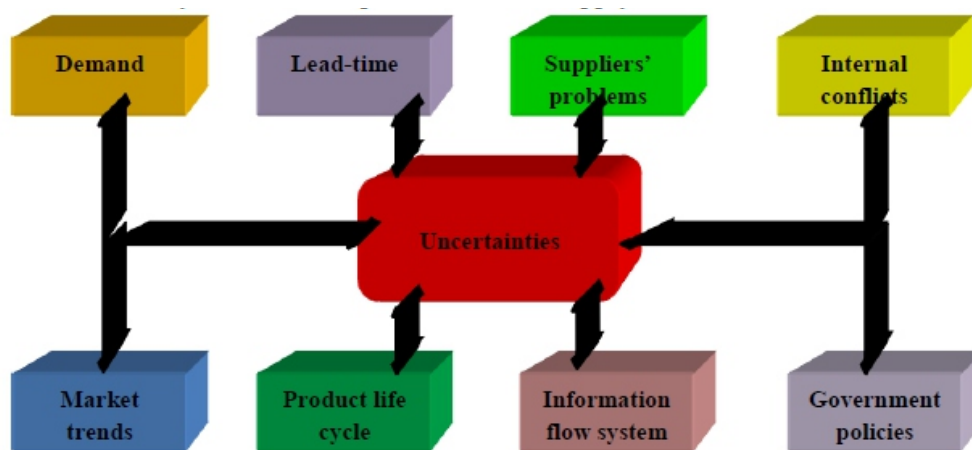 Demand
Lead-time
Suppliers'
problems
Internal
conflicts
Uncertainties
Market
trends
Product life
cycle
Information
flow system
Government
policies